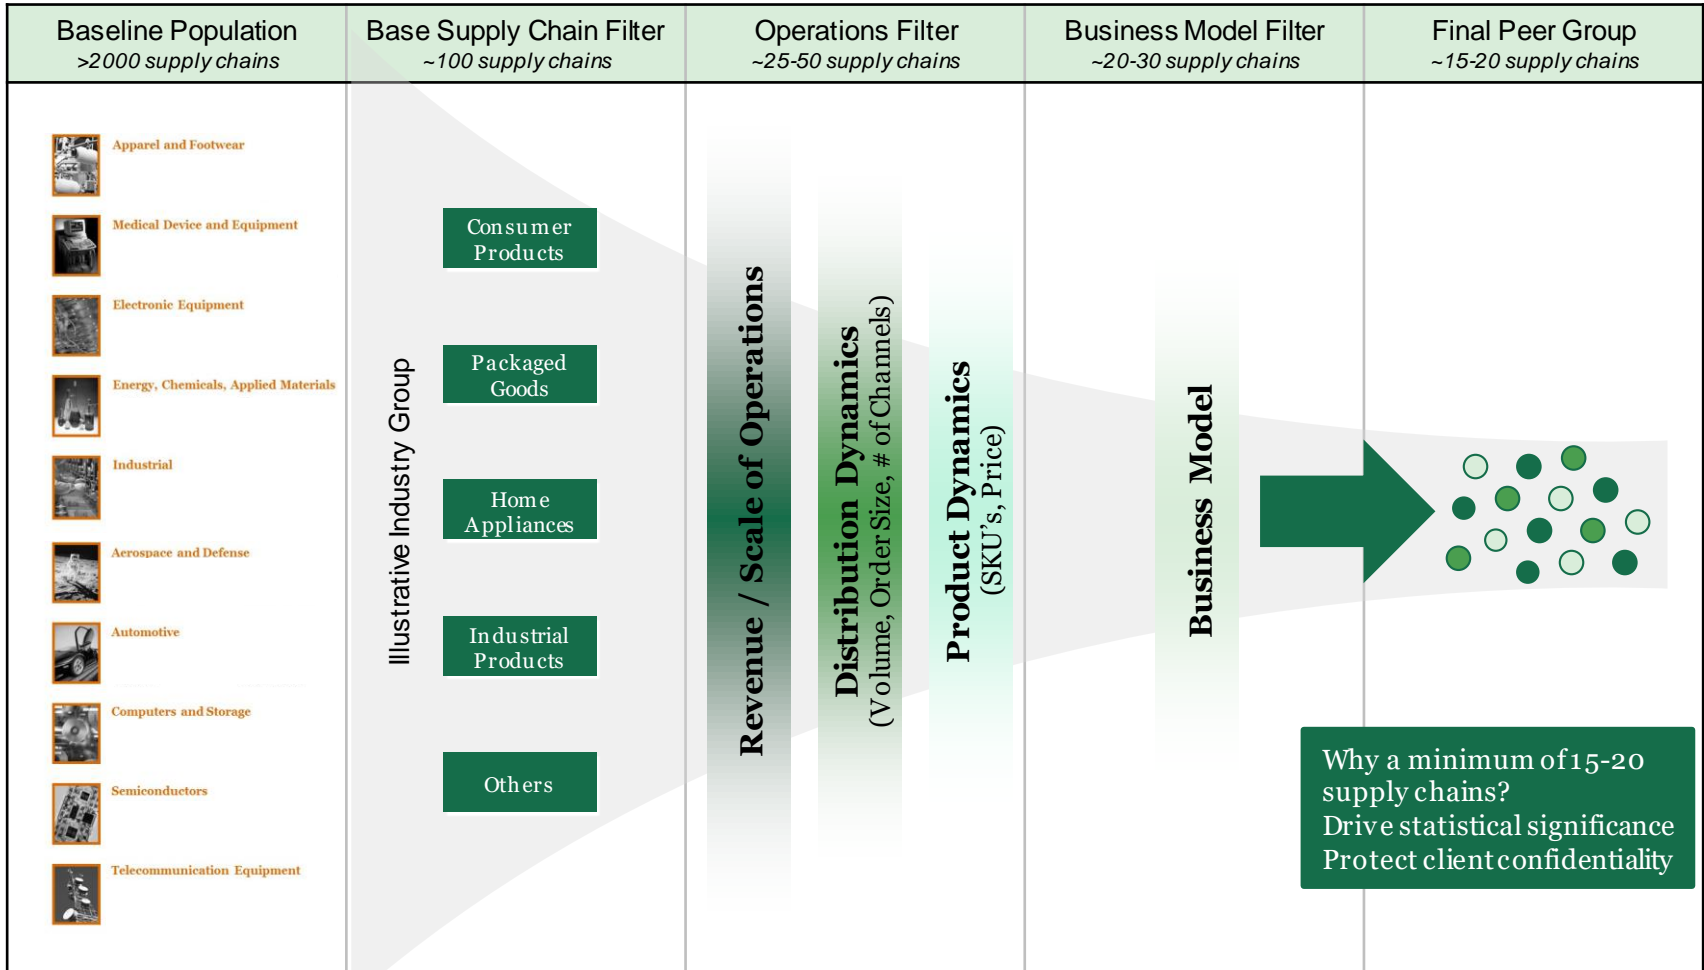 Baseline Population
>2000 supply chains
Base Supply Chain Filter
~100 supply chains
Operations Filter
~25-50 supply chains
Business Model Filter
~20-30 supply chains
Final Peer Group
~15-20 supply chains
Apparel and Footwear
Medical Device and Equipment
Electronic Equipment
Energy, Chemicals, Applied Materials
Industrial
Aerospace and Defense
Automotive
Computers and Storage
Semiconductors
Telecommunication Equipment
Illustrative Industry Group
Consumer
Products
Packaged
Goods
Home
Appliances
Industrial
Products
Others
Revenue / Scale of Operations
Distribution Dynamics
(Volume, Order Size, # of Channels)
Product Dynamics
(SKU's, Price)
Business Model
Why a minimum of 15-20
supply chains?
Drive statistical significance
Protect client confidentiality